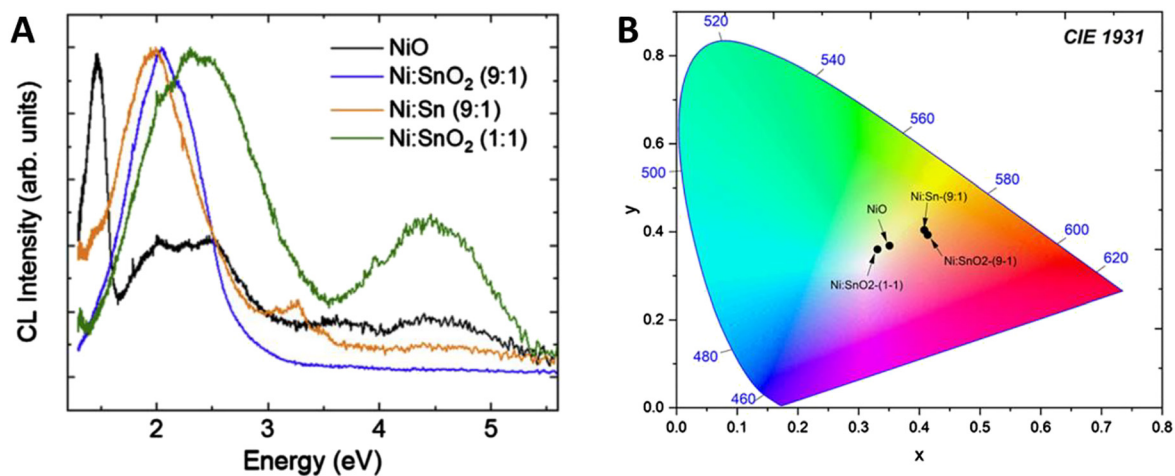 A
NiO
Ni:SnO₂ (9:1)
Ni:Sn (9:1)
Ni:SnO₂ (1:1)
CL Intensity (arb. units)
2
3
4
5
Energy (eV)
B
CIE 1931
520
540
560
580
600
620
500
480
460
Ni:Sn-(9:1)
NiO
Ni:SnO2-(9-1)
Ni:SnO2-(1-1)
y
0.8
0.6
0.4
0.2
0.0
0.0 0.1 0.2 0.3 0.4 0.5 0.6 0.7 0.8
x